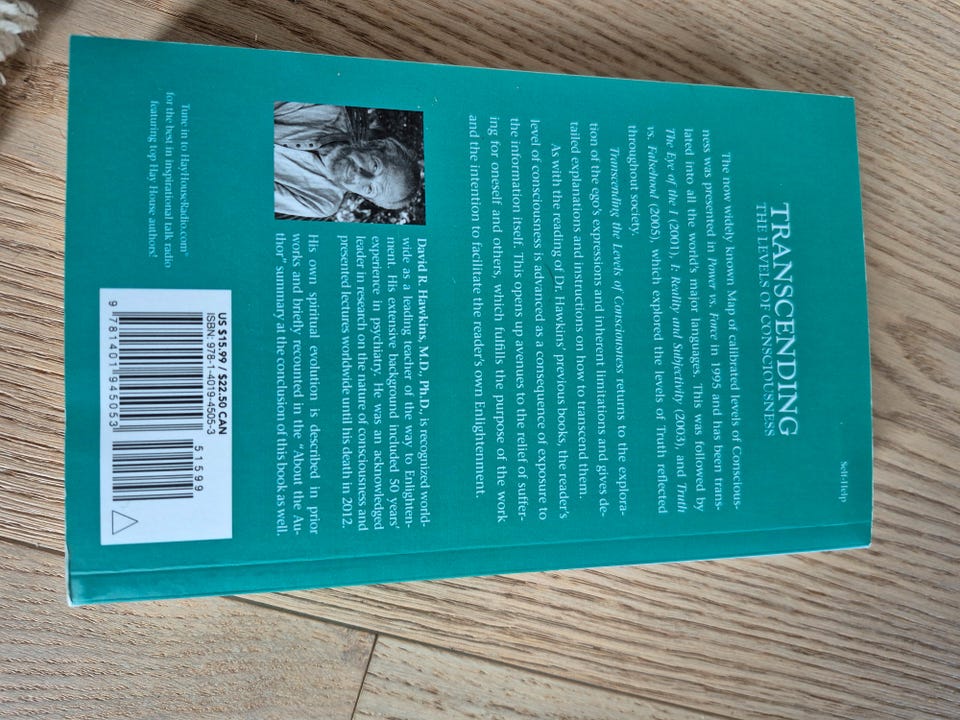 Self-Help
TRANSCENDING
THE LEVELS OF CONSCIOUSNESS
The now widely known Map of calibrated levels of Conscious-
ness was presented in Power vs. Force in 1995 and has been trans-
lated into all the world's major languages. This was followed by
The Eye of the I (2001), I: Reality and Subjectivity (2003), and Truth
vs. Falsehood (2005), which explored the levels of Truth reflected
throughout society.
Transcending the Levels of Consciousness returns to the explora-
tion of the ego's expressions and inherent limitations and gives de-
tailed explanations and instructions on how to transcend them.
As with the reading of Dr. Hawkins' previous books, the reader's
level of consciousness is advanced as a consequence of exposure to
the information itself. This opens up avenues to the relief of suffer-
ing for oneself and others, which fulfills the purpose of the work
and the intention to facilitate the reader's own Enlightenment.
David R. Hawkins, M.D., Ph.D., is recognized world-
wide as a leading teacher of the way to Enlighten-
ment. His extensive background included 50 years'
experience in psychiatry. He was an acknowledged
leader in research on the nature of consciousness and
presented lectures worldwide until his death in 2012.
His own spiritual evolution is described in prior
works and briefly recounted in the "About the Au-
thor" summary at the conclusion of this book as well.
Tune in to HayHouseRadio.com®
for the best in inspirational talk radio
featuring top Hay House authors!
US $15.99 / $22.50 CAN
ISBN: 978-1-4019-4505-3
9 781401 945053
51599